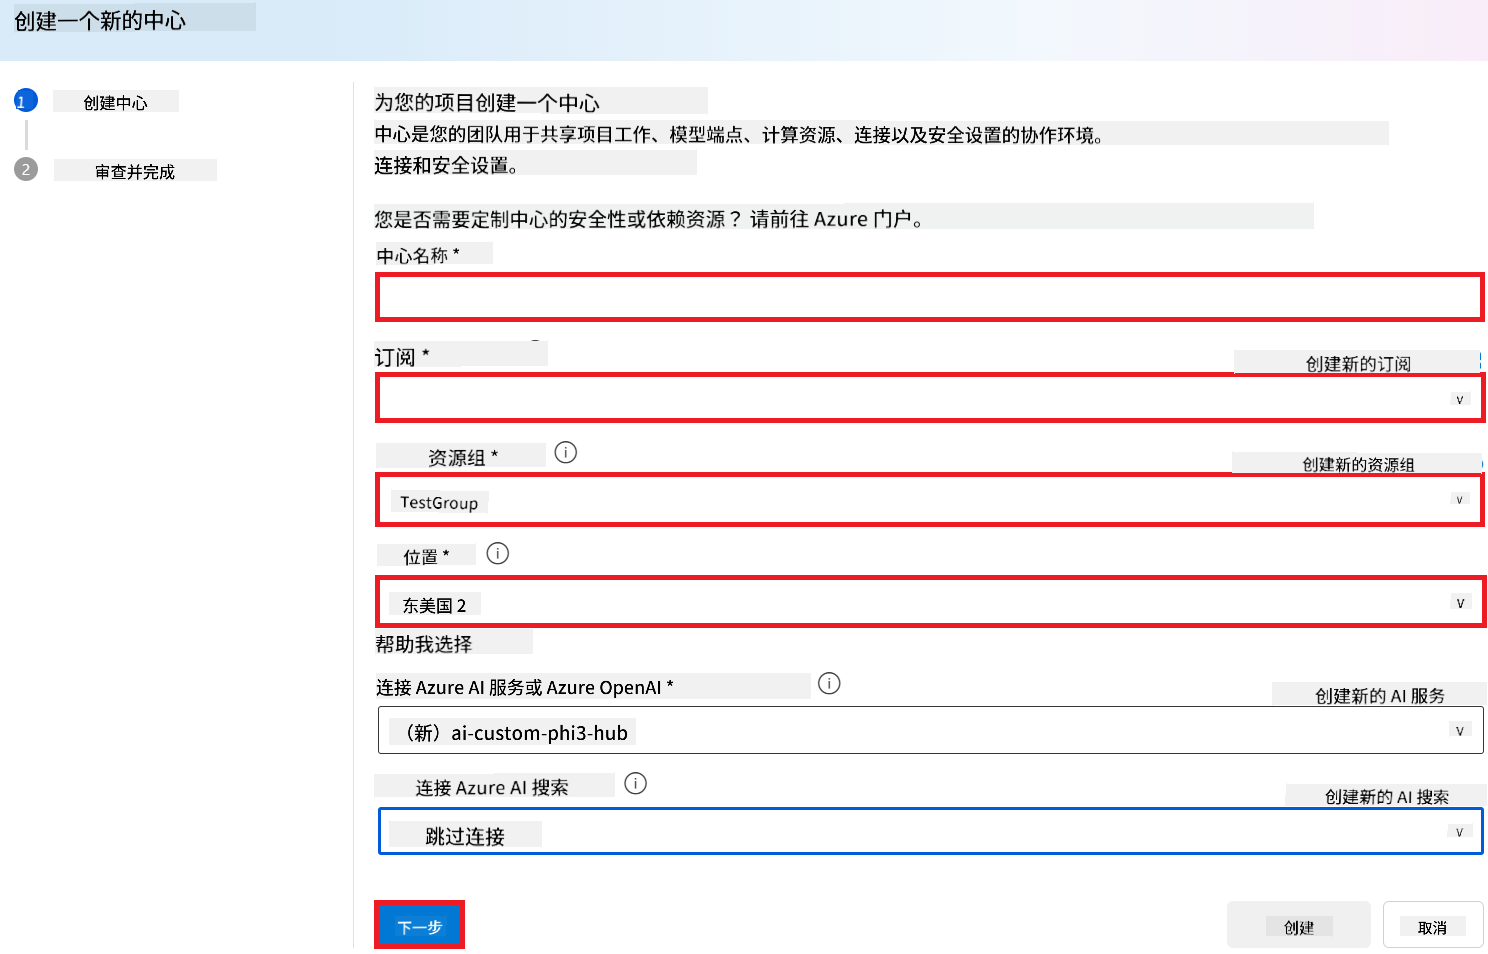 创建一个新的中心
1
创建中心
2
审查并完成
为您的项目创建一个中心
中心是您的团队用于共享项目工作、模型端点、计算资源、连接以及安全设置的协作环境。
连接和安全设置。
您是否需要定制中心的安全性或依赖资源？ 请前往 Azure 门户。
中心名称 *
订阅 *
创建新的订阅
资源组 *
创建新的资源组
TestGroup
位置 *
东美国 2
帮助我选择
连接 Azure AI 服务或 Azure OpenAI *
创建新的 AI 服务
（新）ai-custom-phi3-hub
连接 Azure AI 搜索
创建新的 AI 搜索
跳过连接
下一步
创建
取消